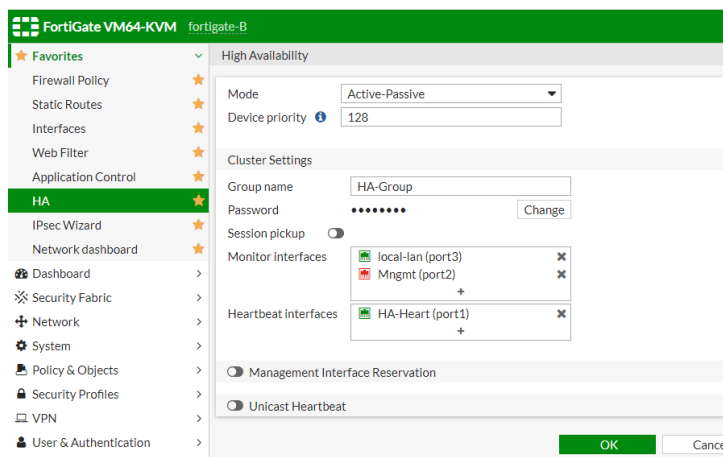 FortiGate VM64-KVM fortigate-B
Favorites
Firewall Policy
Static Routes
Interfaces
Web Filter
Application Control
HA
IPsec Wizard
Network dashboard
Dashboard
Security Fabric
Network
System
Policy & Objects
Security Profiles
VPN
User & Authentication
High Availability
Mode Active-Passive
Device priority 128
Cluster Settings
Group name HA-Group
Password •••••••• Change
Session pickup
Monitor interfaces local-lan (port3)
Mngmt (port2)
+
Heartbeat interfaces HA-Heart (port1)
+
Management Interface Reservation
Unicast Heartbeat
OK Cance